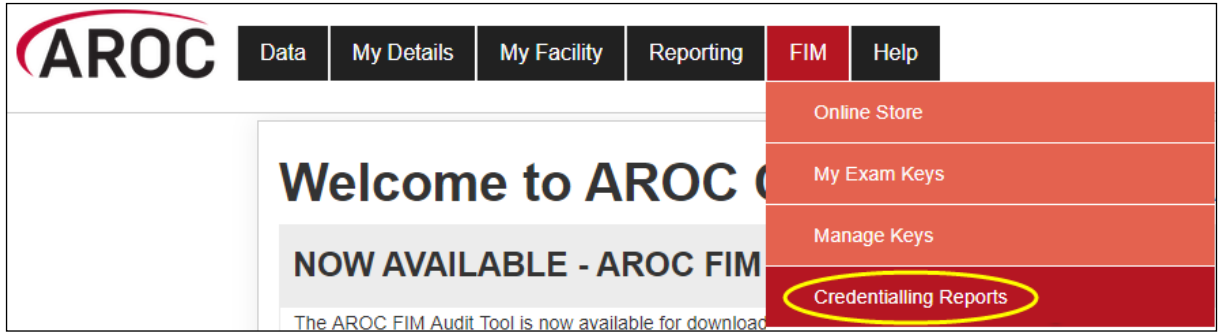 AROC
Data My Details My Facility Reporting FIM Help
Online Store
My Exam Keys
Manage Keys
Credentialling Reports
Welcome to AROC
NOW AVAILABLE - AROC FIM
The AROC FIM Audit Tool is now available for download